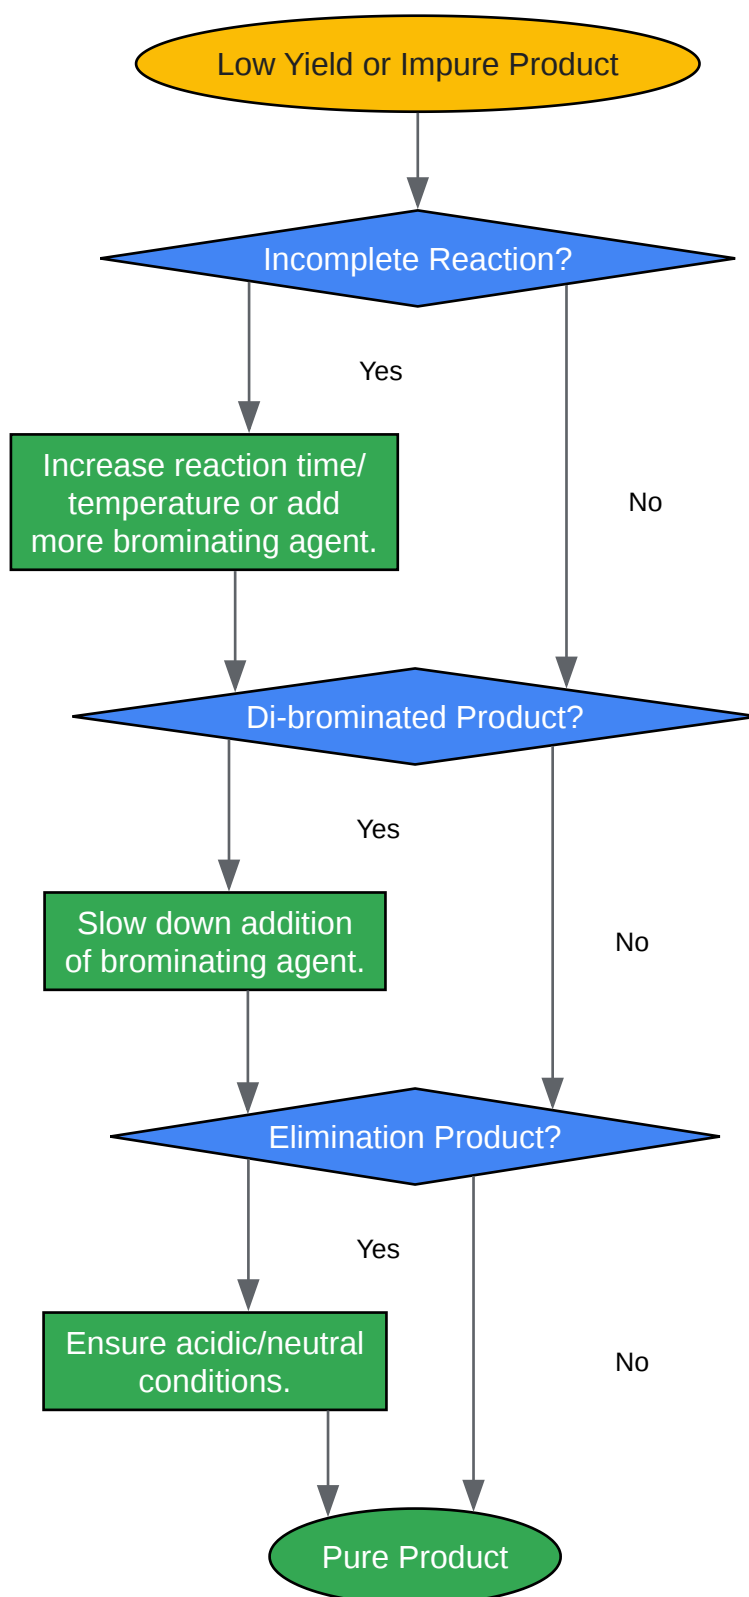 Low Yield or Impure Product
Incomplete Reaction?
Yes
Increase reaction time/
temperature or add
more brominating agent.
No
Di-brominated Product?
Yes
Slow down addition
of brominating agent.
No
Elimination Product?
Yes
Ensure acidic/neutral
conditions.
No
Pure Product